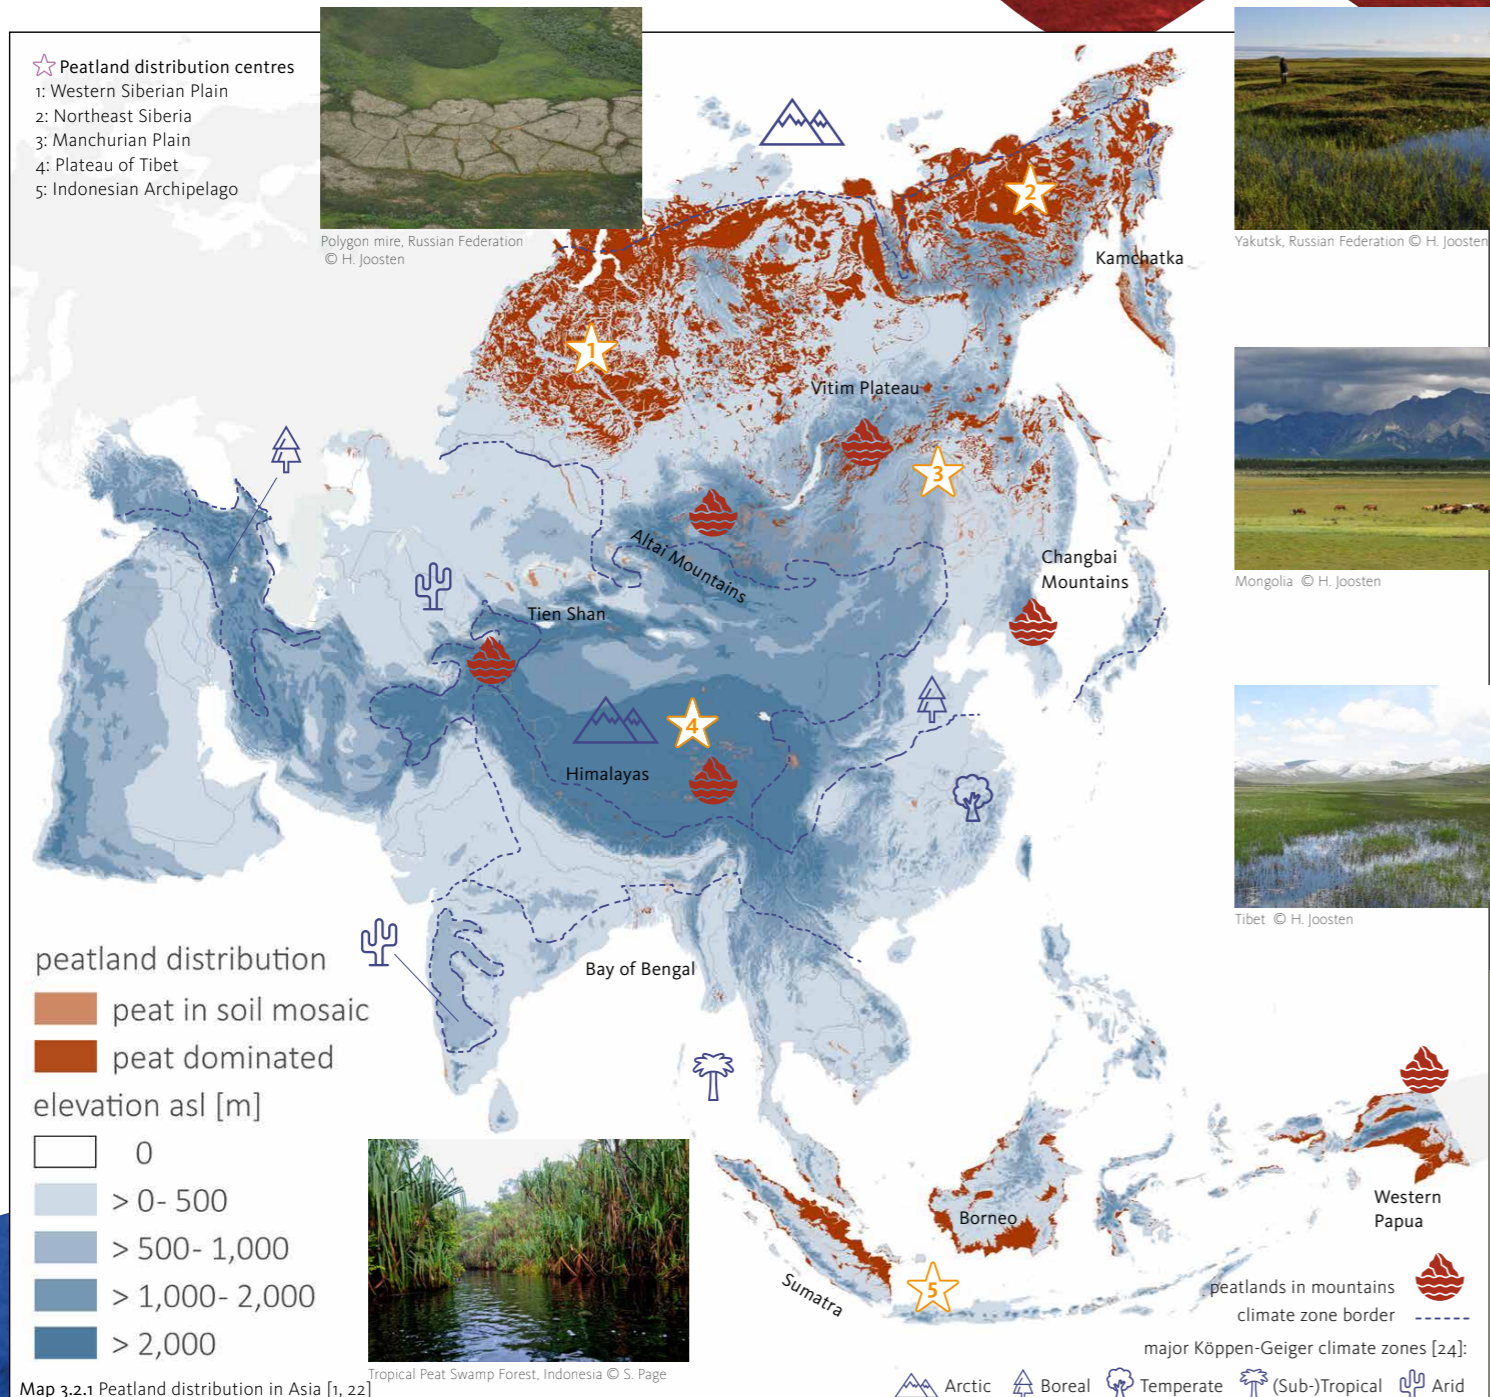 Peatland distribution centres
1: Western Siberian Plain
2: Northeast Siberia
3: Manchurian Plain
4: Plateau of Tibet
5: Indonesian Archipelago
Polygon mire, Russian Federation
© H. Joosten
Yakutsk, Russian Federation © H. Joosten
2
Kamchatka
1
Vitim Plateau
3
Mongolia © H. Joosten
Altai Mountains
Changbai
Mountains
Tien Shan
4
Himalayas
Tibet © H. Joosten
Bay of Bengal
peatland distribution
peat in soil mosaic
peat dominated
elevation asl [m]
0
> 0- 500
> 500- 1,000
> 1,000- 2,000
> 2,000
Borneo
Western
Papua
Sumatra
5
peatlands in mountains
climate zone border
major Köppen-Geiger climate zones [24]:
Arctic
Boreal
Temperate
(Sub-)Tropical
Arid
Tropical Peat Swamp Forest, Indonesia © S. Page
Map 3.2.1 Peatland distribution in Asia [1, 22]